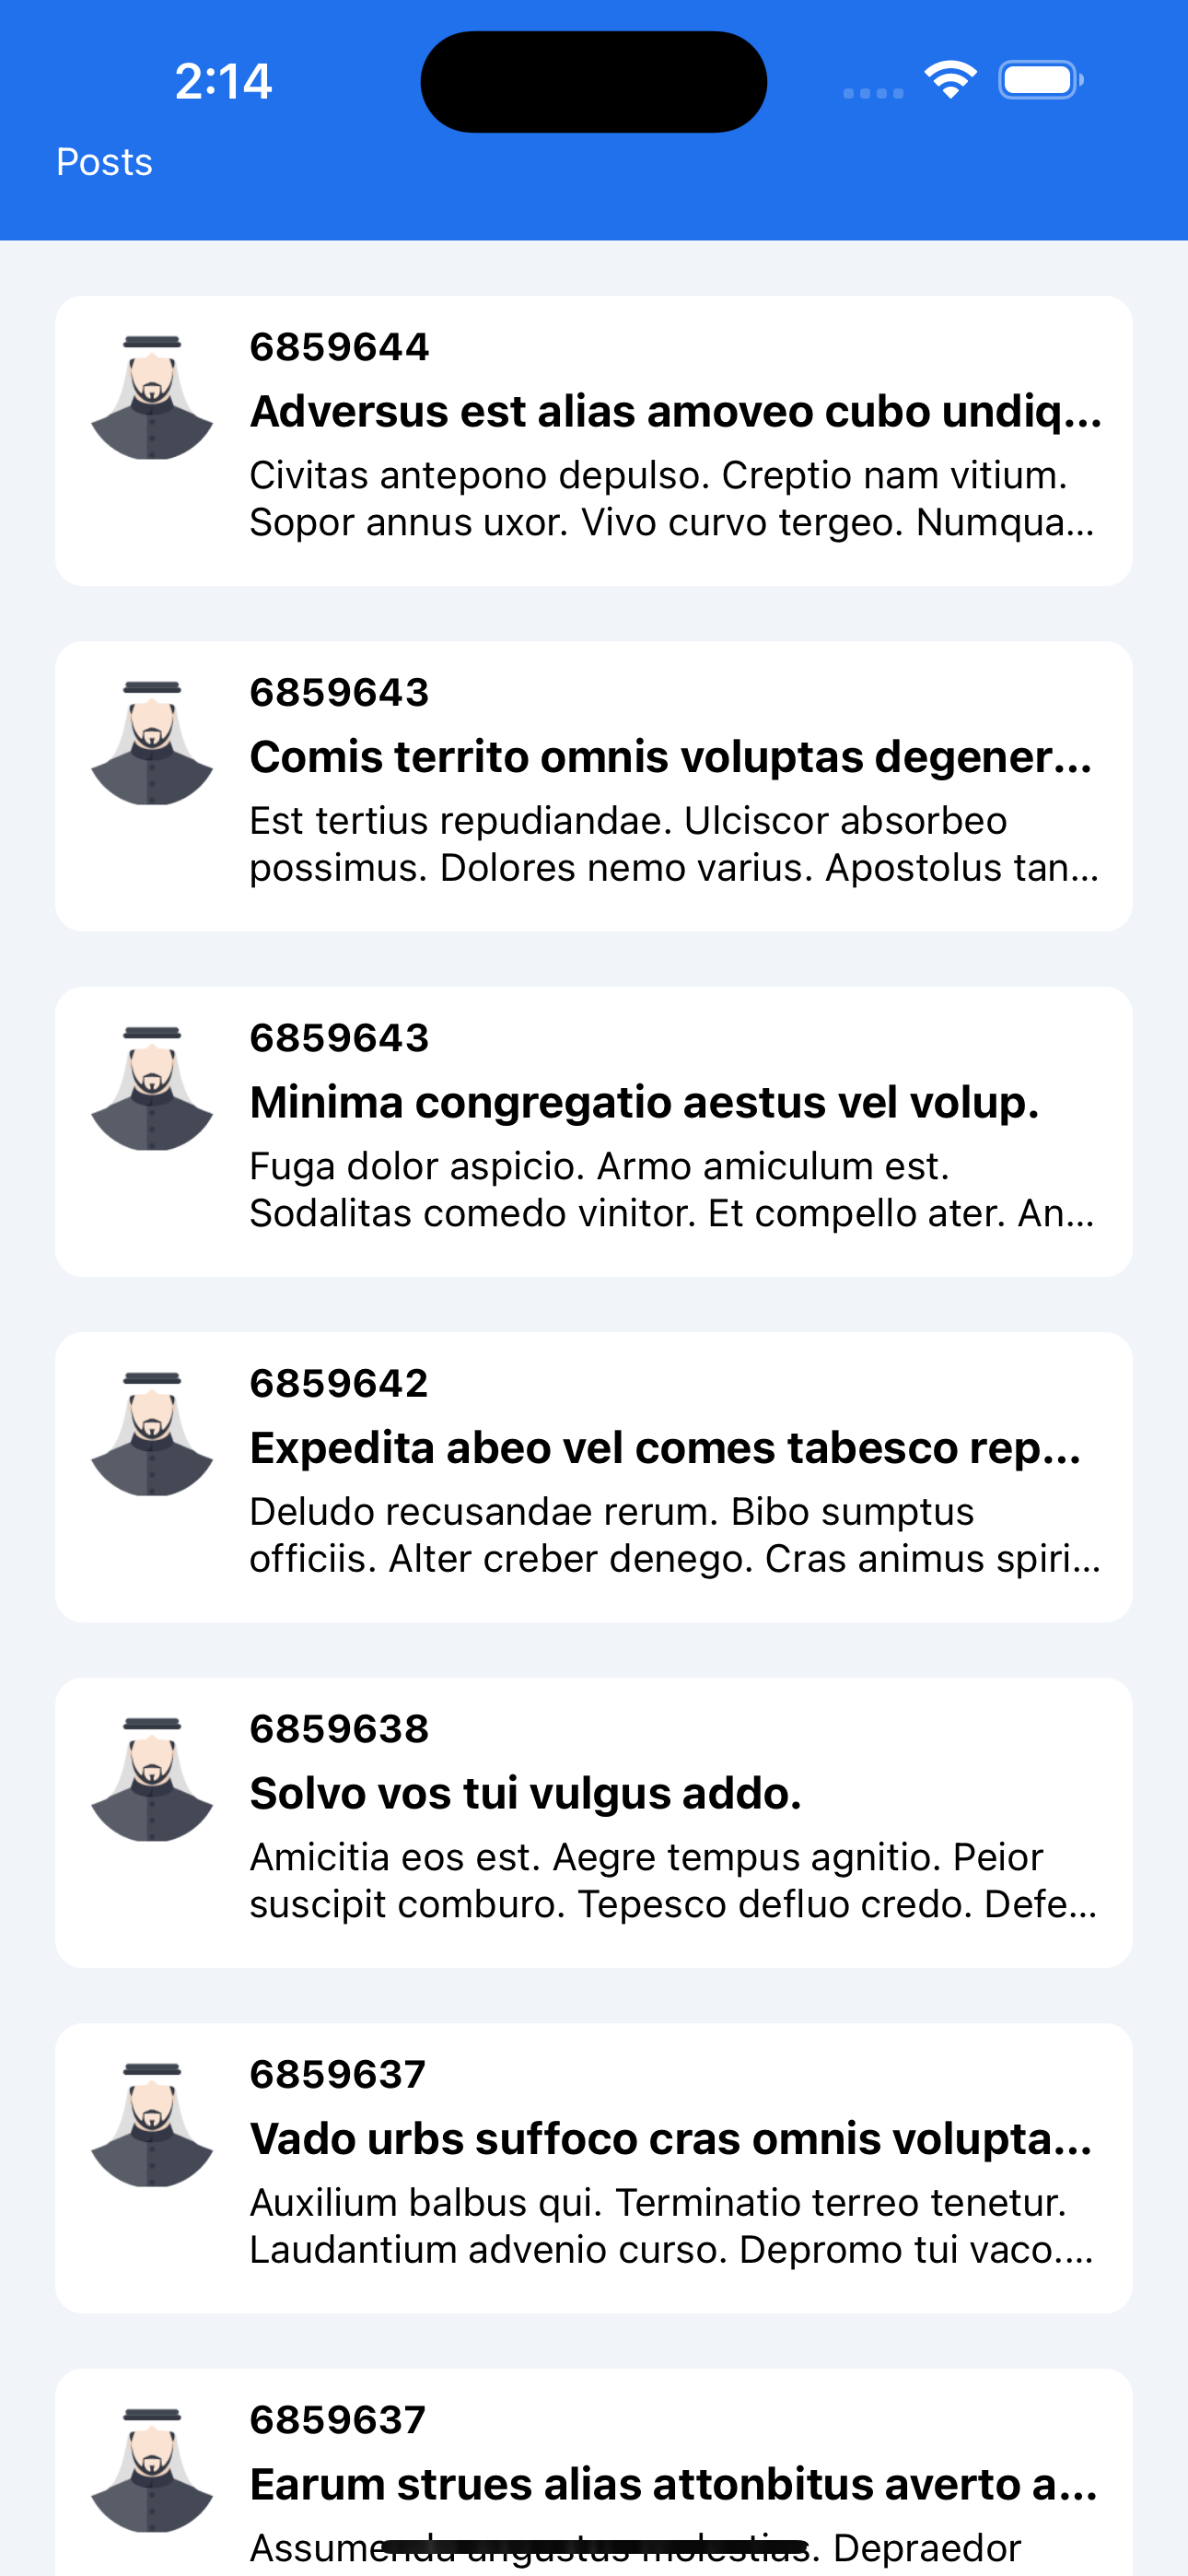 2:14
Posts
6859644
Adversus est alias amoveo cubo undiq...
Civitas antepono depulso. Creptio nam vitium.
Sopor annus uxor. Vivo curvo tergeo. Numqua...
6859643
Comis territo omnis voluptas degener...
Est tertius repudiandae. Ulciscor absorbeo
possimus. Dolores nemo varius. Apostolus tan...
6859643
Minima congregatio aestus vel volup.
Fuga dolor aspicio. Armo amiculum est.
Sodalitas comedo vinitor. Et compello ater. An...
6859642
Expedita abeo vel comes tabesco rep...
Deludo recusandae rerum. Bibo sumptus
officiis. Alter creber denego. Cras animus spiri...
6859638
Solvo vos tui vulgus addo.
Amicitia eos est. Aegre tempus agnitio. Peior
suscipit comburo. Tepesco defluo credo. Defe...
6859637
Vado urbs suffoco cras omnis volupta...
Auxilium balbus qui. Terminatio terreo tenetur.
Laudantium advenio curso. Depromo tui vaco....
6859637
Earum strues alias attonbitus averto a...
Assumenda angustus molestias. Depraedor